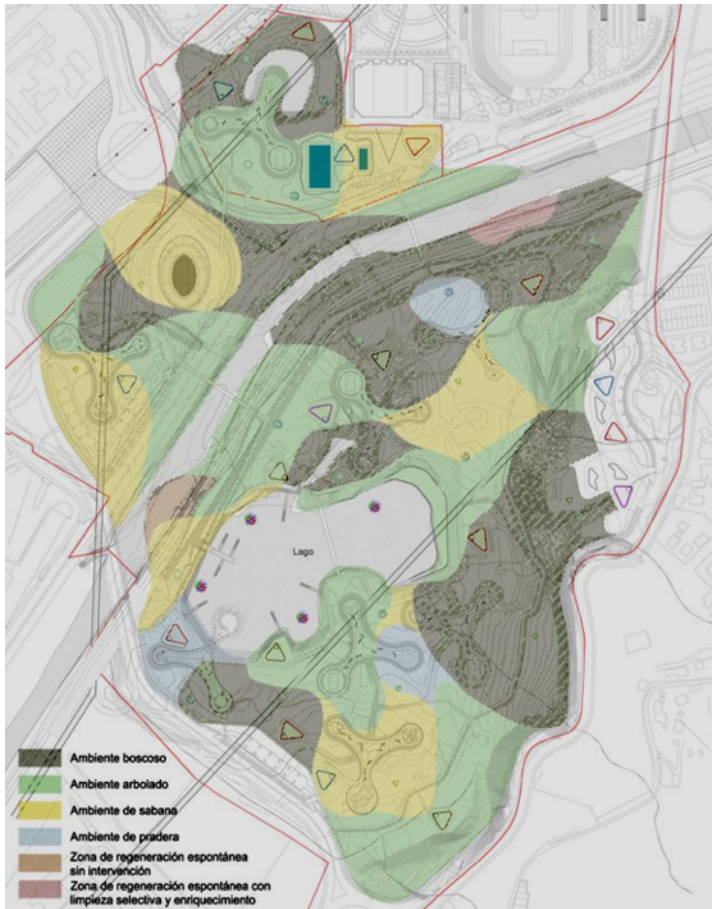 Lago
Ambiente boscoso
Ambiente arbolado
Ambiente de sabana
Ambiente de pradera
Zona de regeneración espontánea
sin intervención
Zona de regeneración espontánea con
limpieza selectiva y enriquecimiento